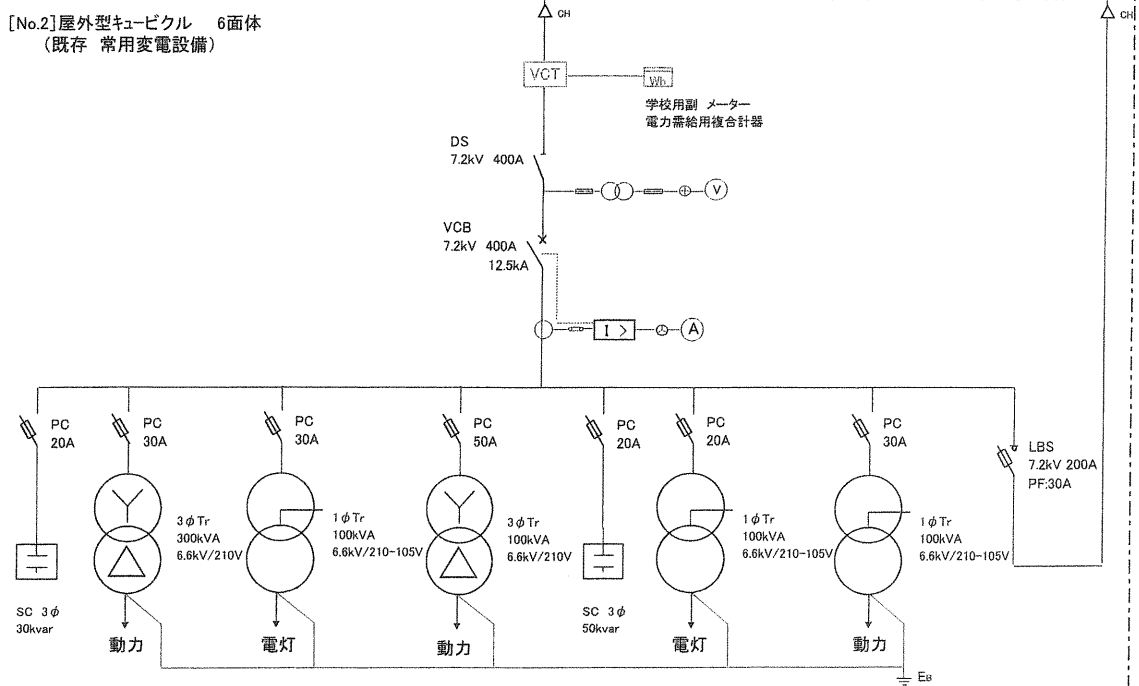 [No.2]屋外型キュービクル 6面体
(既存 常用変電設備)
CH
CH
VCT
Wh
学校用副 メーター
電力需給用複合計器
DS
7.2kV 400A
V
VCB
7.2kV 400A
12.5kA
I >
A
PC
20A
PC
30A
PC
30A
PC
50A
PC
20A
PC
20A
PC
30A
LBS
7.2kV 200A
PF:30A
3φTr
300kVA
6.6kV/210V
1φTr
100kVA
6.6kV/210-105V
3φTr
100kVA
6.6kV/210V
1φTr
100kVA
6.6kV/210-105V
1φTr
100kVA
6.6kV/210-105V
SC 3φ
30kvar
SC 3φ
50kvar
動力
電灯
動力
電灯
動力
EB